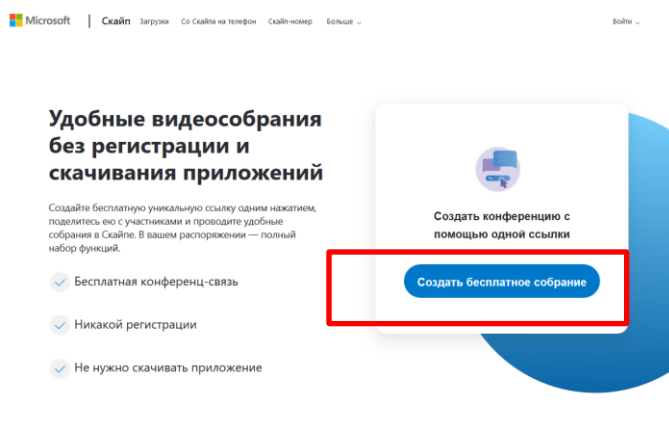 Microsoft | Скайп Загрузки Со Скайпа на телефон Скайп-номер Больше Войти
Удобные видеособрания
без регистрации и
скачивания приложений
Создайте бесплатную уникальную ссылку одним нажатием,
поделитесь ею с участниками и проводите удобные
собрания в Скайпе. В вашем распоряжении — полный
набор функций.
Бесплатная конференц-связь
Никакой регистрации
Не нужно скачивать приложение
Создать конференцию с
помощью одной ссылки
Создать бесплатное собрание